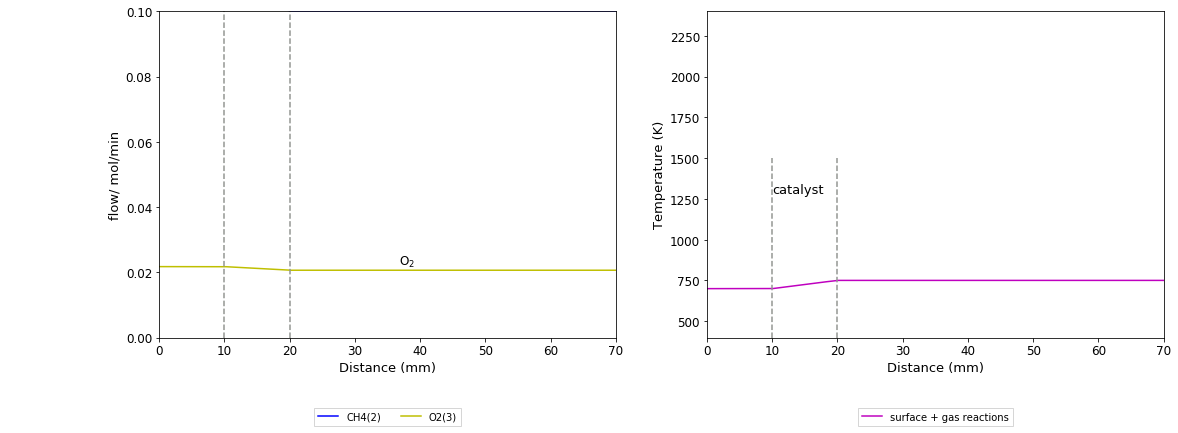 0.10
0.08
0.06
0.04
0.02
0.00
flow/ mol/min
O₂
0 10 20 30 40 50 60 70
Distance (mm)
CH4(2) O2(3)
2250
2000
1750
1500
1250
1000
750
500
Temperature (K)
catalyst
0 10 20 30 40 50 60 70
Distance (mm)
surface + gas reactions